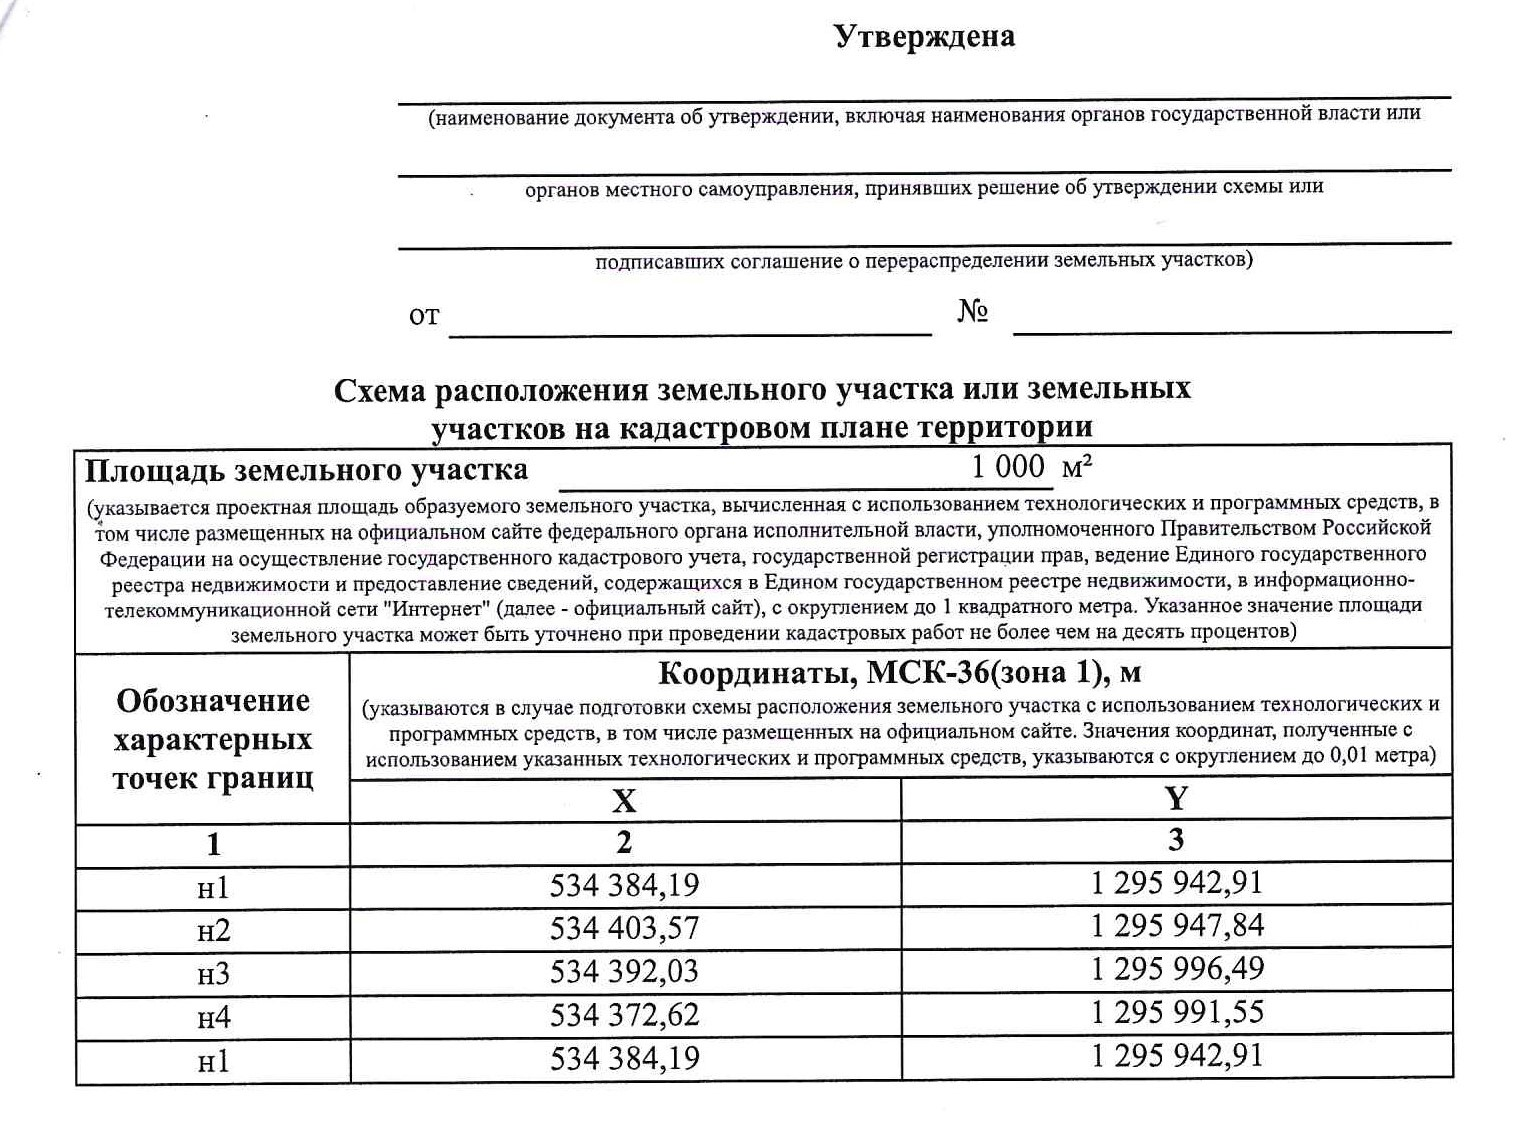 Утверждена
(наименование документа об утверждении, включая наименования органов государственной власти или
органов местного самоуправления, принявших решение об утверждении схемы или
подписавших соглашение о перераспределении земельных участков)
от №
Схема расположения земельного участка или земельных
участков на кадастровом плане территории
Площадь земельного участка 1 000 м²
(указывается проектная площадь образуемого земельного участка, вычисленная с использованием технологических и программных средств, в
том числе размещенных на официальном сайте федерального органа исполнительной власти, уполномоченного Правительством Российской
Федерации на осуществление государственного кадастрового учета, государственной регистрации прав, ведение Единого государственного
реестра недвижимости и предоставление сведений, содержащихся в Едином государственном реестре недвижимости, в информационно-
телекоммуникационной сети "Интернет" (далее - официальный сайт), с округлением до 1 квадратного метра. Указанное значение площади
земельного участка может быть уточнено при проведении кадастровых работ не более чем на десять процентов)
Обозначение
характерных
точек границ
Координаты, МСК-36(зона 1), м
(указываются в случае подготовки схемы расположения земельного участка с использованием технологических и
программных средств, в том числе размещенных на официальном сайте. Значения координат, полученные с
использованием указанных технологических и программных средств, указываются с округлением до 0,01 метра)
X Y
1 2 3
н1 534 384,19 1 295 942,91
н2 534 403,57 1 295 947,84
н3 534 392,03 1 295 996,49
н4 534 372,62 1 295 991,55
н1 534 384,19 1 295 942,91